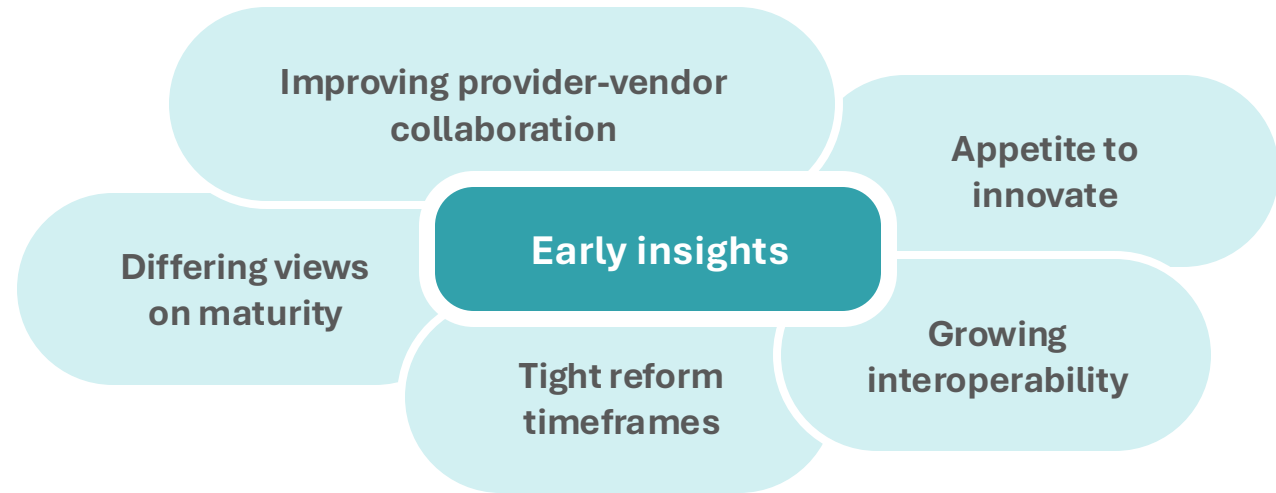 Improving provider-vendor
collaboration
Appetite to
innovate
Early insights
Differing views
on maturity
Growing
interoperability
Tight reform
timeframes